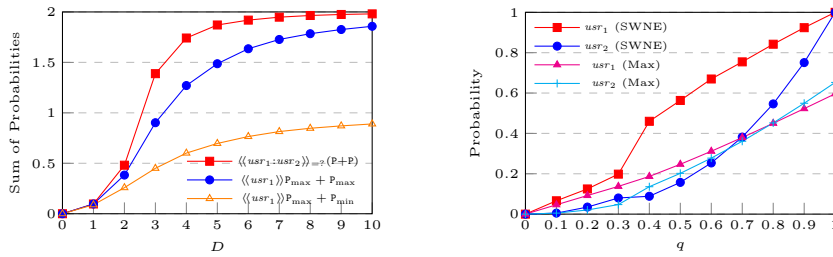 2
1.5
1
0.5
0
Sum of Probabilities
⟨⟨usr₁:usr₂⟩⟩₌? (P+P)
⟨⟨usr₁⟩⟩Pmax + Pmax
⟨⟨usr₁⟩⟩Pmax + Pmin
0 1 2 3 4 5 6 7 8 9 10
D
1
0.8
0.6
0.4
0.2
0
Probability
usr₁ (SWNE)
usr₂ (SWNE)
usr₁ (Max)
usr₂ (Max)
0 0.1 0.2 0.3 0.4 0.5 0.6 0.7 0.8 0.9 1
q